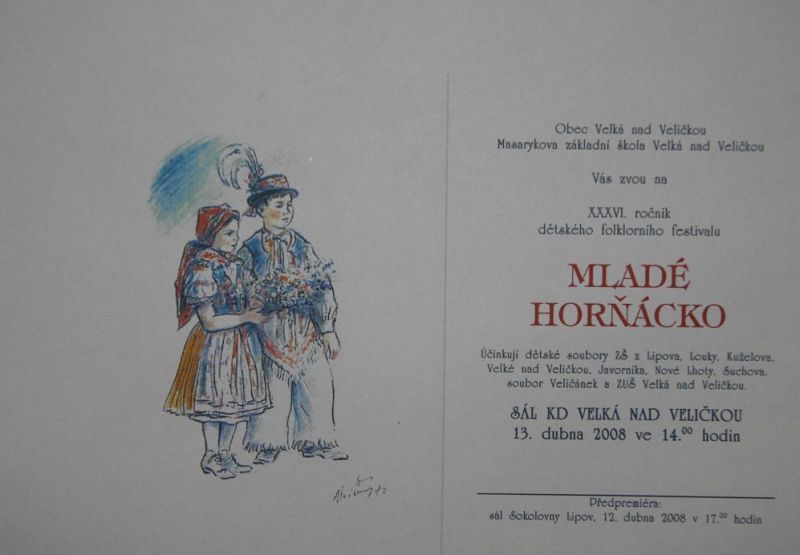 Obec Velká nad Veličkou
Masarykova základní škola Velká nad Veličkou
Vás zvou na
XXXVI. ročník
dětského folklorního festivalu
MLADÉ
HORŇÁCKO
Účinkují dětské soubory ZŠ z Lipova, Louky, Kuželova,
Velké nad Veličkou, Javorníka, Nové Lhoty, Suchova,
soubor Veličánek a ZUŠ Velká nad Veličkou.
SÁL KD VELKÁ NAD VELIČKOU
13. dubna 2008 ve 14.00 hodin
Předpremiéra:
sál Sokolovny Lipov, 12. dubna 2008 v 17.00 hodin